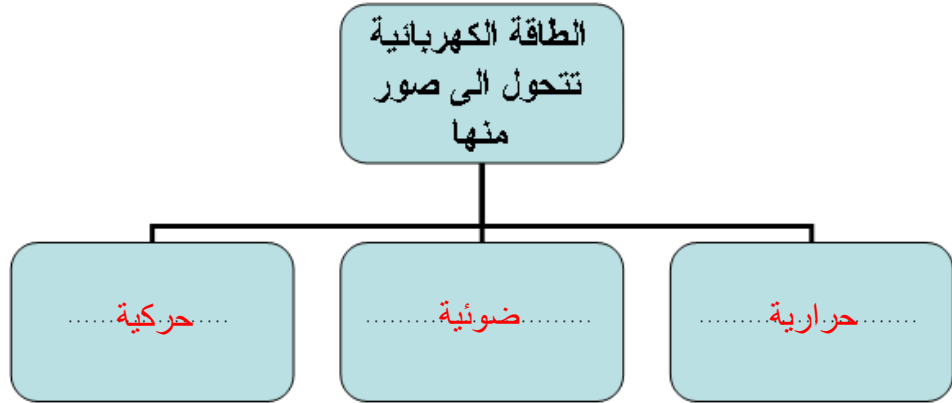 الطاقة الكهربائية
تتحول الى صور
منها
حرارية
ضوئية
حركية